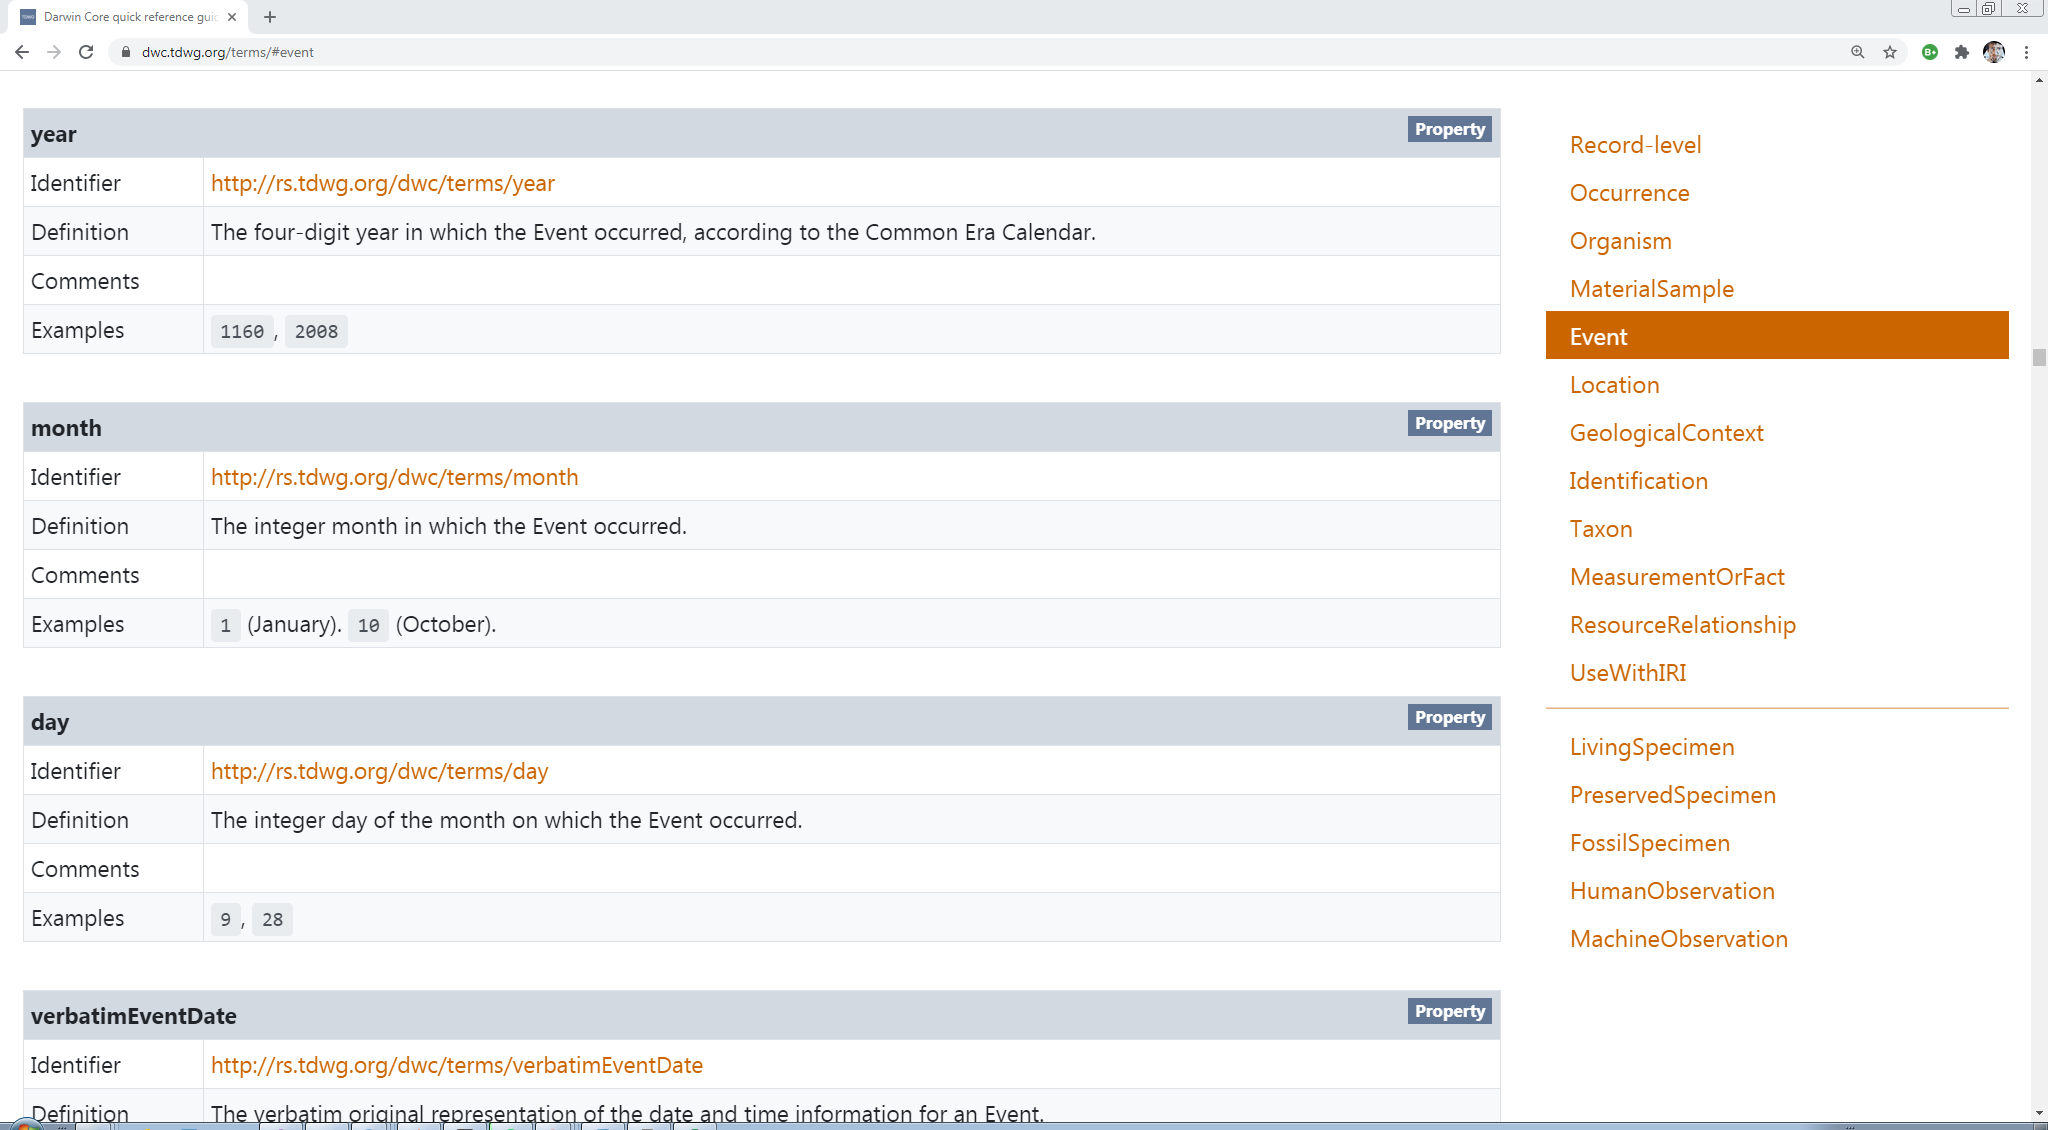 Darwin Core quick reference guid
dwc.tdwg.org/terms/#event
year Property
Identifier http://rs.tdwg.org/dwc/terms/year
Definition The four-digit year in which the Event occurred, according to the Common Era Calendar.
Comments
Examples 1160, 2008
month Property
Identifier http://rs.tdwg.org/dwc/terms/month
Definition The integer month in which the Event occurred.
Comments
Examples 1 (January). 10 (October).
day Property
Identifier http://rs.tdwg.org/dwc/terms/day
Definition The integer day of the month on which the Event occurred.
Comments
Examples 9, 28
verbatimEventDate Property
Identifier http://rs.tdwg.org/dwc/terms/verbatimEventDate
Definition The verbatim original representation of the date and time information for an Event.
Record-level
Occurrence
Organism
MaterialSample
Event
Location
GeologicalContext
Identification
Taxon
MeasurementOrFact
ResourceRelationship
UseWithIRI
LivingSpecimen
PreservedSpecimen
FossilSpecimen
HumanObservation
MachineObservation